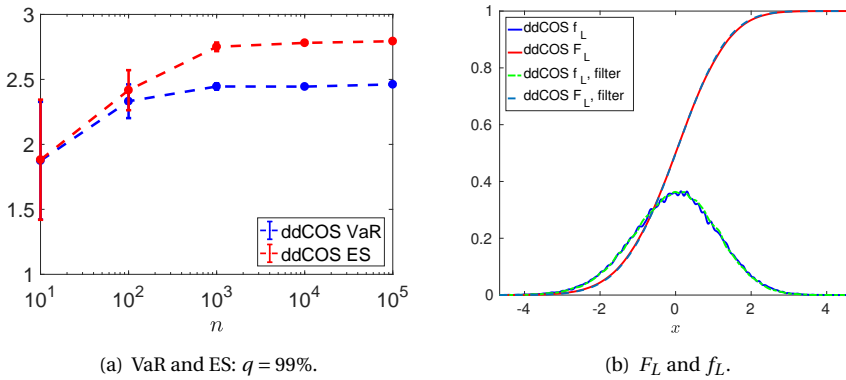 3
2.5
2
1.5
1
10^1
10^2
10^3
10^4
10^5
n
ddCOS VaR
ddCOS ES
(a) VaR and ES: q = 99%.
1
0.8
0.6
0.4
0.2
0
-4
-2
0
2
4
x
ddCOS f_L
ddCOS F_L
ddCOS f_L, filter
ddCOS F_L, filter
(b) F_L and f_L.